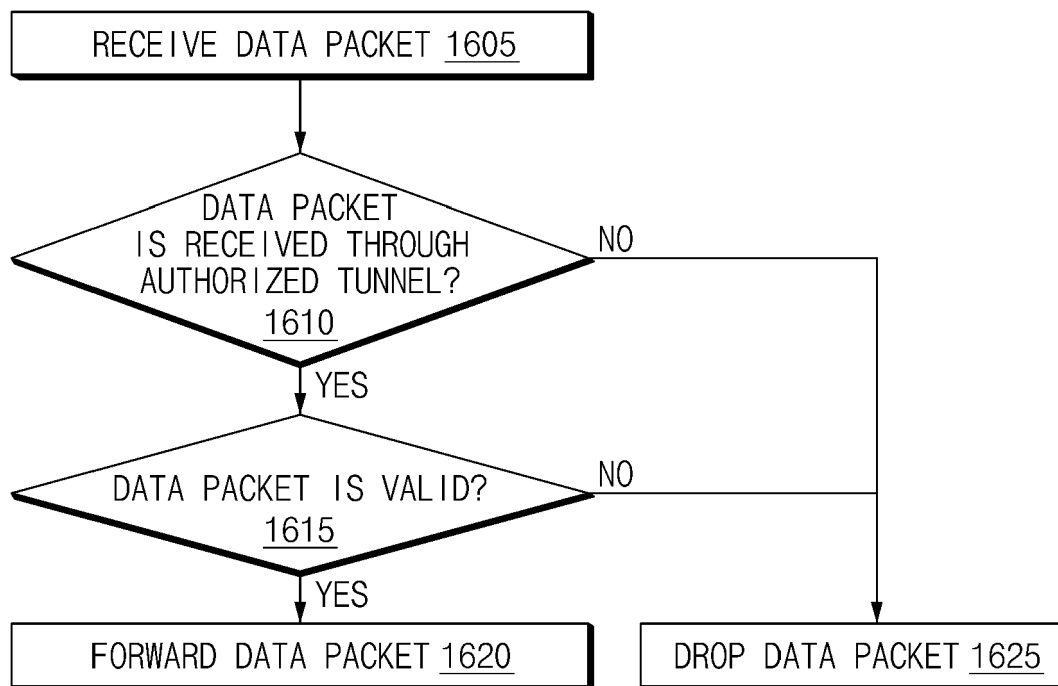 RECEIVE DATA PACKET 1605
DATA PACKET
IS RECEIVED THROUGH
AUTHORIZED TUNNEL?
1610
NO
YES
DATA PACKET IS VALID?
1615
NO
YES
FORWARD DATA PACKET 1620
DROP DATA PACKET 1625